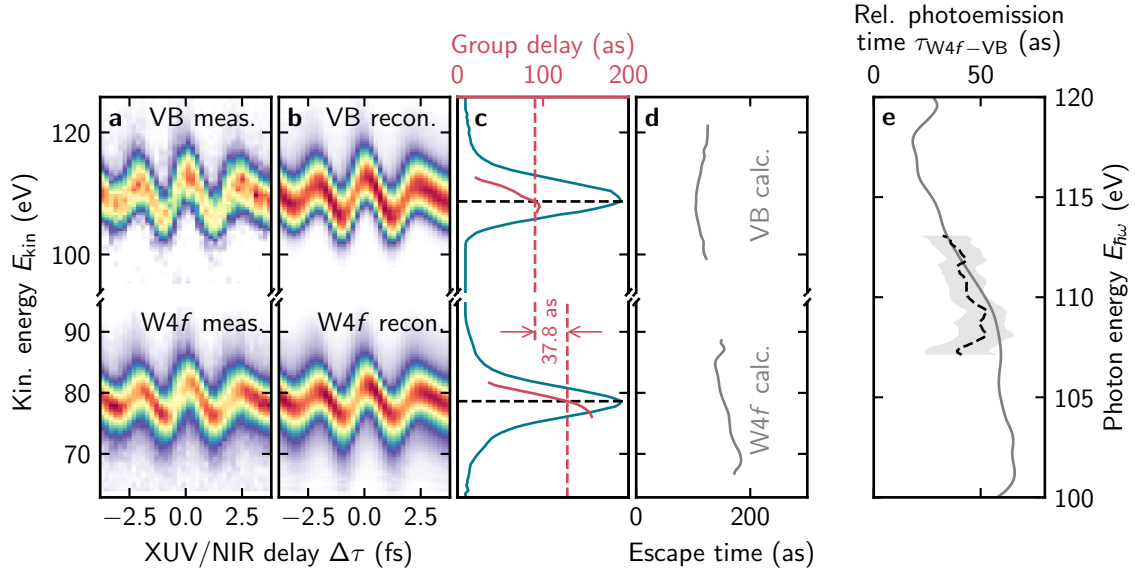 Group delay (as)
0 100 200
Rel. photoemission
time τW4f−VB (as)
0 50
a VB meas.
b VB recon.
c
d
e
Kin. energy Ekin (eV)
120
100
90
80
70
W4f meas.
W4f recon.
37.8 as
VB calc.
W4f calc.
120
115
110
105
100
Photon energy Eℏω (eV)
−2.5 0.0 2.5
−2.5 0.0 2.5
0 200
XUV/NIR delay Δτ (fs)
Escape time (as)